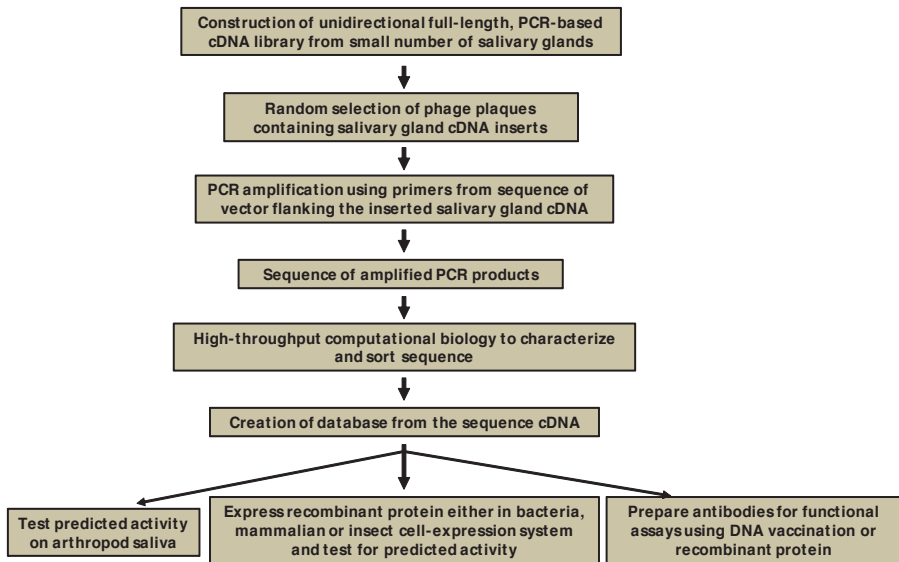 Construction of unidirectional full-length, PCR-based
cDNA library from small number of salivary glands
Random selection of phage plaques
containing salivary gland cDNA inserts
PCR amplification using primers from sequence of
vector flanking the inserted salivary gland cDNA
Sequence of amplified PCR products
High-throughput computational biology to characterize
and sort sequence
Creation of database from the sequence cDNA
Test predicted activity
on arthropod saliva
Express recombinant protein either in bacteria,
mammalian or insect cell-expression system
and test for predicted activity
Prepare antibodies for functional
assays using DNA vaccination or
recombinant protein